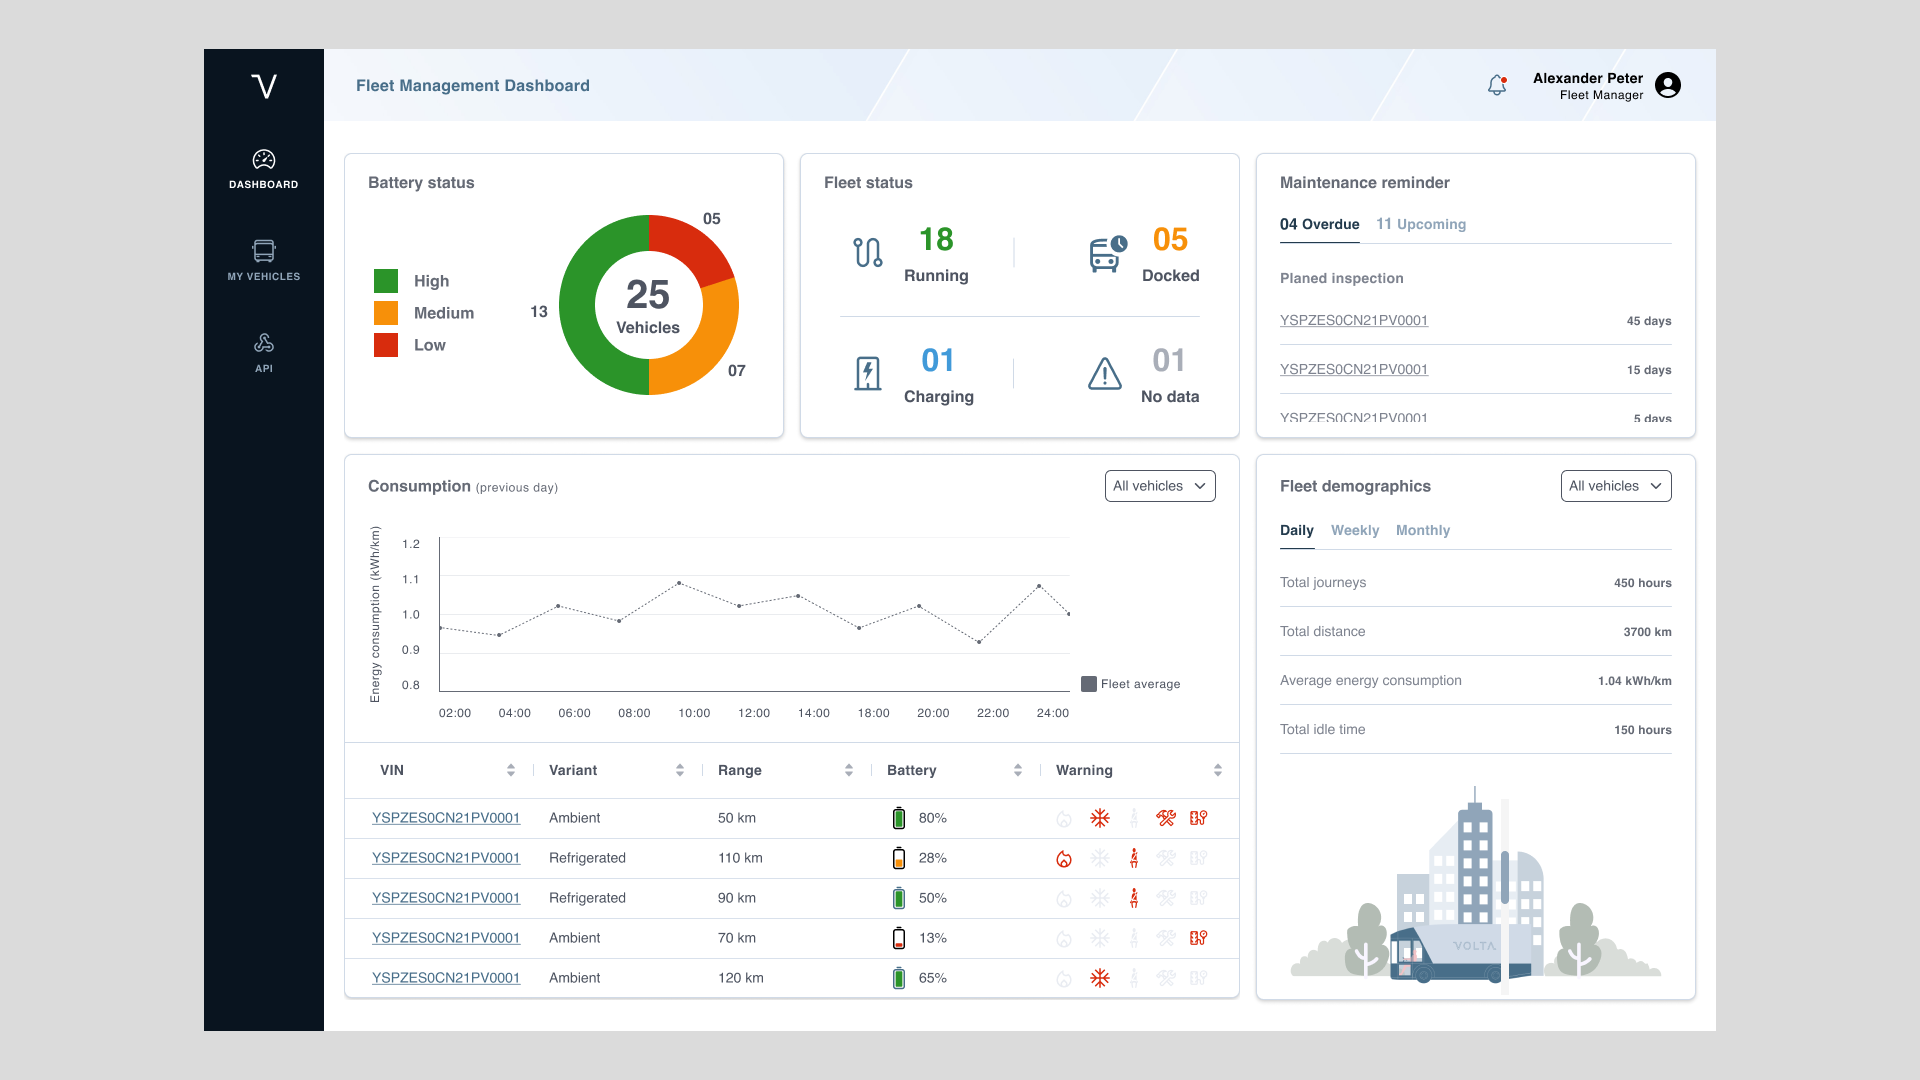 V
DASHBOARD
MY VEHICLES
API
Fleet Management Dashboard
Alexander Peter
Fleet Manager
Battery status
High
Medium
Low
05
13
07
25
Vehicles
Fleet status
18
Running
05
Docked
01
Charging
01
No data
Maintenance reminder
04 Overdue 11 Upcoming
Planed inspection
YSPZES0CN21PV0001 45 days
YSPZES0CN21PV0001 15 days
YSPZES0CN21PV0001 5 days
Consumption (previous day)
All vehicles
Energy consumption (kWh/km)
1.2
1.1
1.0
0.9
0.8
02:00 04:00 06:00 08:00 10:00 12:00 14:00 18:00 20:00 22:00 24:00
Fleet average
VIN Variant Range Battery Warning
YSPZES0CN21PV0001 Ambient 50 km 80%
YSPZES0CN21PV0001 Refrigerated 110 km 28%
YSPZES0CN21PV0001 Refrigerated 90 km 50%
YSPZES0CN21PV0001 Ambient 70 km 13%
YSPZES0CN21PV0001 Ambient 120 km 65%
Fleet demographics
All vehicles
Daily Weekly Monthly
Total journeys 450 hours
Total distance 3700 km
Average energy consumption 1.04 kWh/km
Total idle time 150 hours
VOLTA